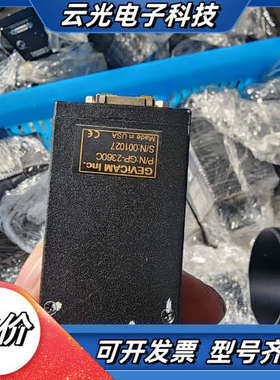 云光电子科技
GEVICAM Inc.
P/N GP-2360C
S/N:001027
Made in USA
CE
价
可开发票 型号齐